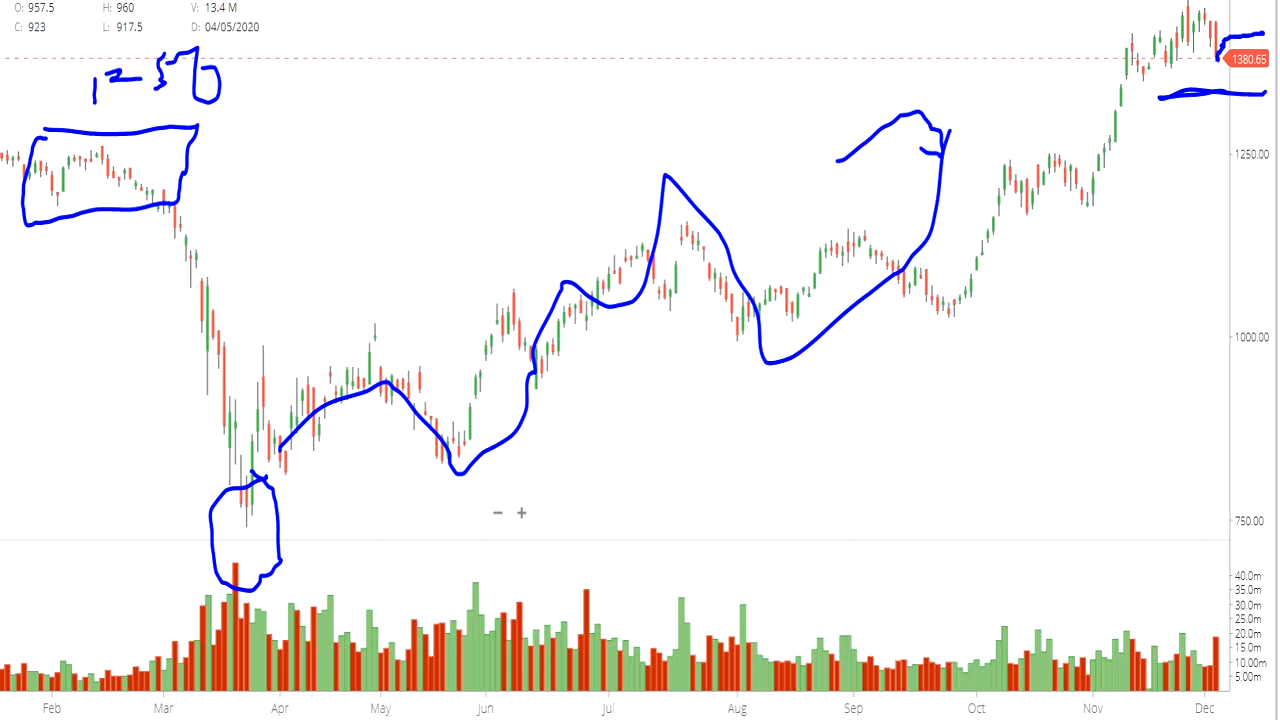 O: 957.5 H: 960 V: 13.4 M
C: 923 L: 917.5 D: 04/05/2020
1250
1380.65
1250.00
1000.00
− +
750.00
40.0m
35.0m
30.0m
25.0m
20.0m
15.0m
10.00m
5.00m
Feb Mar Apr May Jun Jul Aug Sep Oct Nov Dec